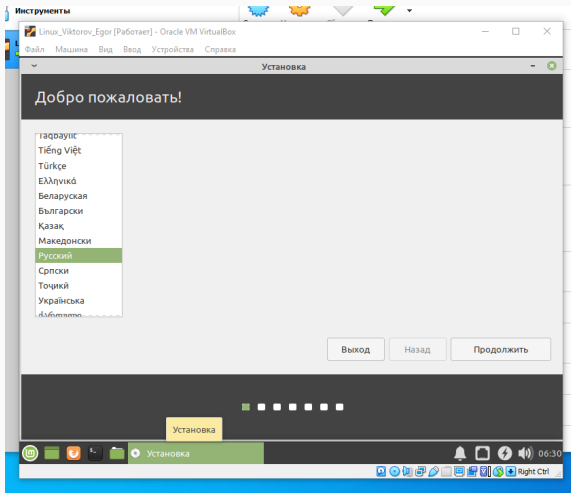 Инструменты
Linux_Viktorov_Egor [Работает] - Oracle VM VirtualBox
Файл Машина Вид Ввод Устройства Справка
Установка
Добро пожаловать!
Taqbaylit
Tiếng Việt
Türkçe
Ελληνικά
Беларуская
Български
Қазақ
Македонски
Русский
Српски
Тоҷикӣ
Українська
Выход Назад Продолжить
Установка
Установка
06:30
Right Ctrl